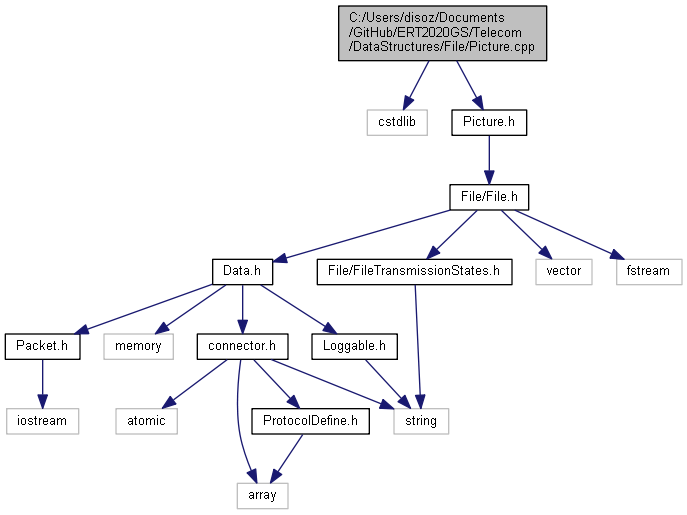 C:/Users/disoz/Documents
/GitHub/ERT2020GS/Telecom
/DataStructures/File/Picture.cpp
cstdlib
Picture.h
File/File.h
Data.h
File/FileTransmissionStates.h
vector
fstream
Packet.h
memory
connector.h
Loggable.h
iostream
atomic
ProtocolDefine.h
string
array